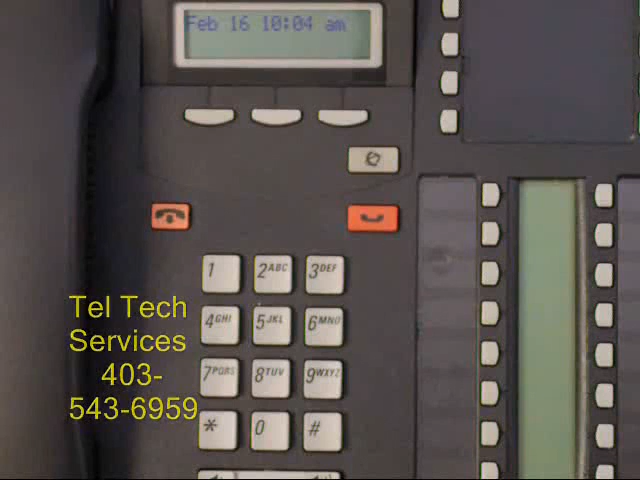 Feb 16 10:04 am
1
2ABC
3DEF
4GHI
5JKL
6MNO
7PQRS
8TUV
9WXYZ
*
0
#
Tel Tech
Services
403-
543-6959